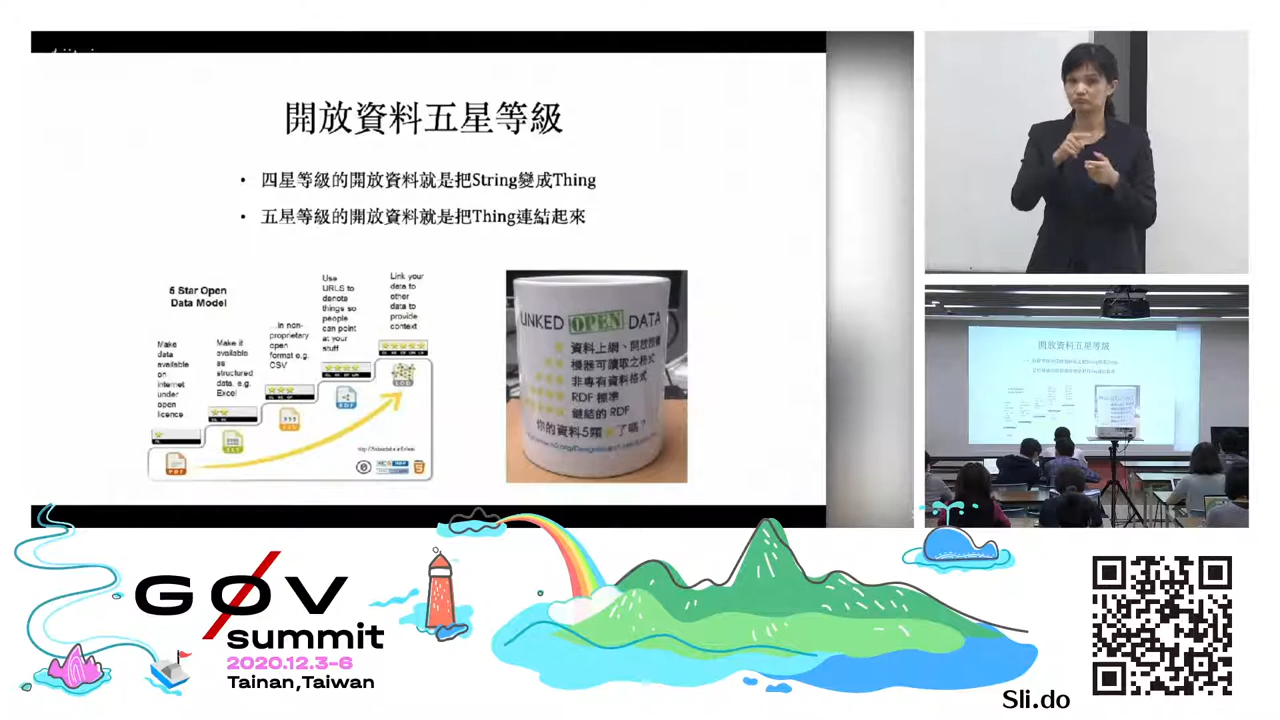 開放資料五星等級
• 四星等級的開放資料就是把String變成Thing
• 五星等級的開放資料就是把Thing連結起來
5 Star Open
Data Model
Make
data
available
on
internet
under
open
licence
Make it
available
as
structured
data, e.g.
Excel
...in non-
proprietary
open
format e.g.
CSV
Use
URLS to
denote
things so
people
can point
at your
stuff
Link your
data to
other
data to
provide
context
PDF
RDF
LOD
LINKED OPEN DATA
資料上網、開放授權
機器可讀取之格式
非專有資料格式
RDF 標準
鏈結的 RDF
你的資料5顆★了嗎?
開放資料五星等級
G0V
summit
2020.12.3-6
Tainan,Taiwan
Sli.do